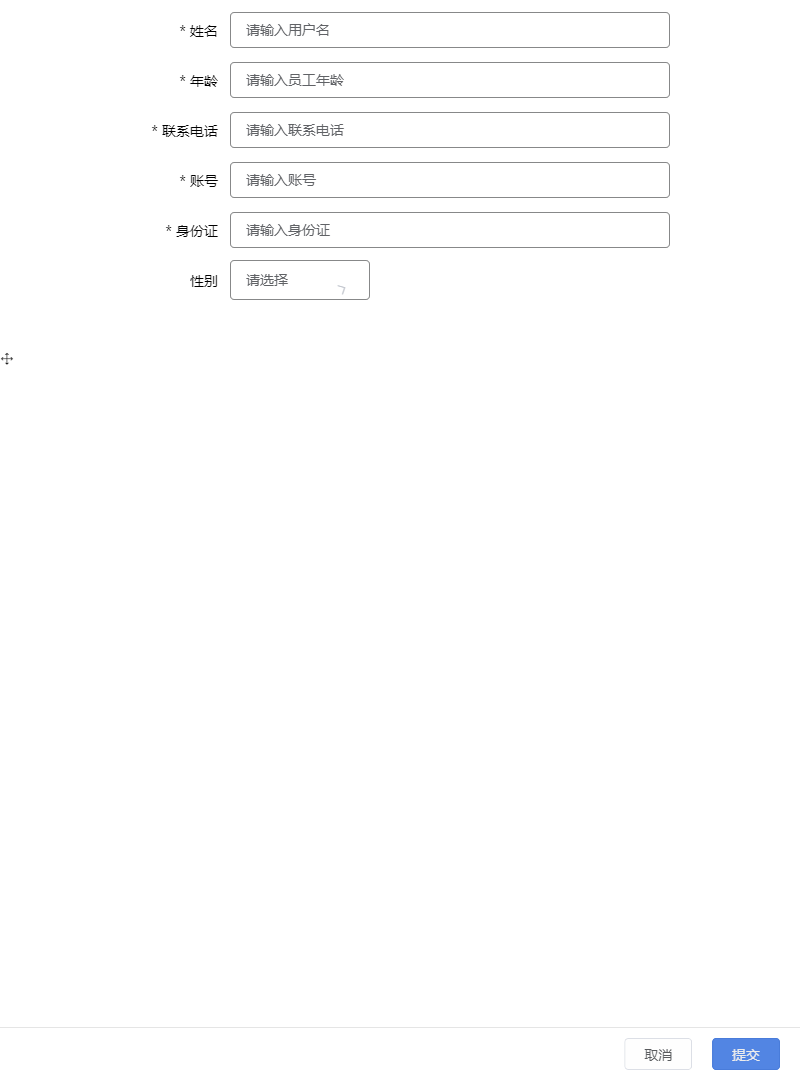 * 姓名 请输入用户名
* 年龄 请输入员工年龄
* 联系电话 请输入联系电话
* 账号 请输入账号
* 身份证 请输入身份证
性别 请选择
取消 提交